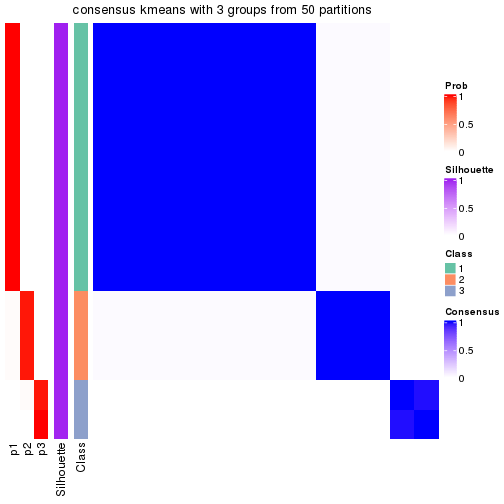 consensus kmeans with 3 groups from 50 partitions
Prob
1
0.5
0
Silhouette
1
0.5
0
Class
1
2
3
Consensus
1
0.5
0
p1
p2
p3
Silhouette
Class